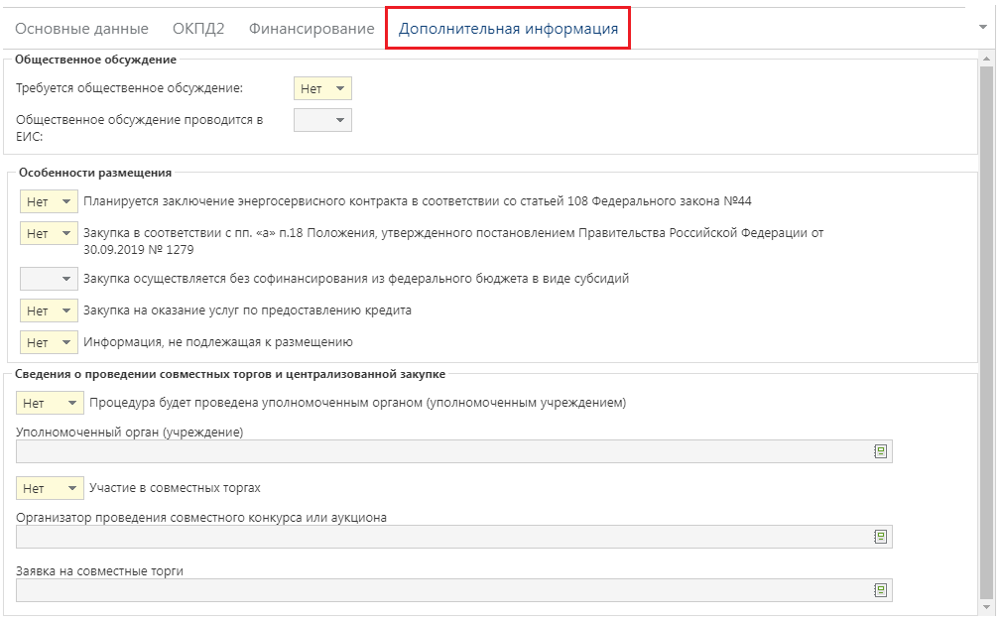 Основные данные ОКПД2 Финансирование Дополнительная информация
Общественное обсуждение
Требуется общественное обсуждение: Нет
Общественное обсуждение проводится в
ЕИС:
Особенности размещения
Нет Планируется заключение энергосервисного контракта в соответствии со статьей 108 Федерального закона №44
Нет Закупка в соответствии с пп. «а» п.18 Положения, утвержденного постановлением Правительства Российской Федерации от
30.09.2019 № 1279
Закупка осуществляется без софинансирования из федерального бюджета в виде субсидий
Нет Закупка на оказание услуг по предоставлению кредита
Нет Информация, не подлежащая к размещению
Сведения о проведении совместных торгов и централизованной закупке
Нет Процедура будет проведена уполномоченным органом (уполномоченным учреждением)
Уполномоченный орган (учреждение)
Нет Участие в совместных торгах
Организатор проведения совместного конкурса или аукциона
Заявка на совместные торги